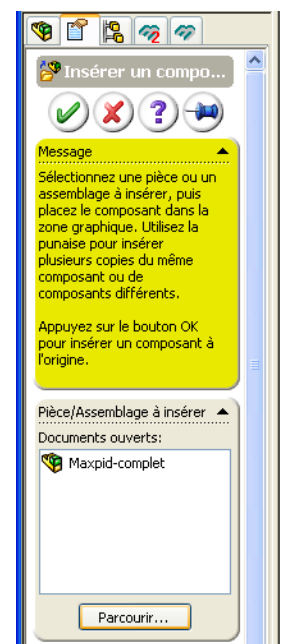 Insérer un compo...
?
Message
Sélectionnez une pièce ou un
assemblage à insérer, puis
placez le composant dans la
zone graphique. Utilisez la
punaise pour insérer
plusieurs copies du même
composant ou de
composants différents.
Appuyez sur le bouton OK
pour insérer un composant à
l'origine.
Pièce/Assemblage à insérer
Documents ouverts:
Maxpid-complet
Parcourir...